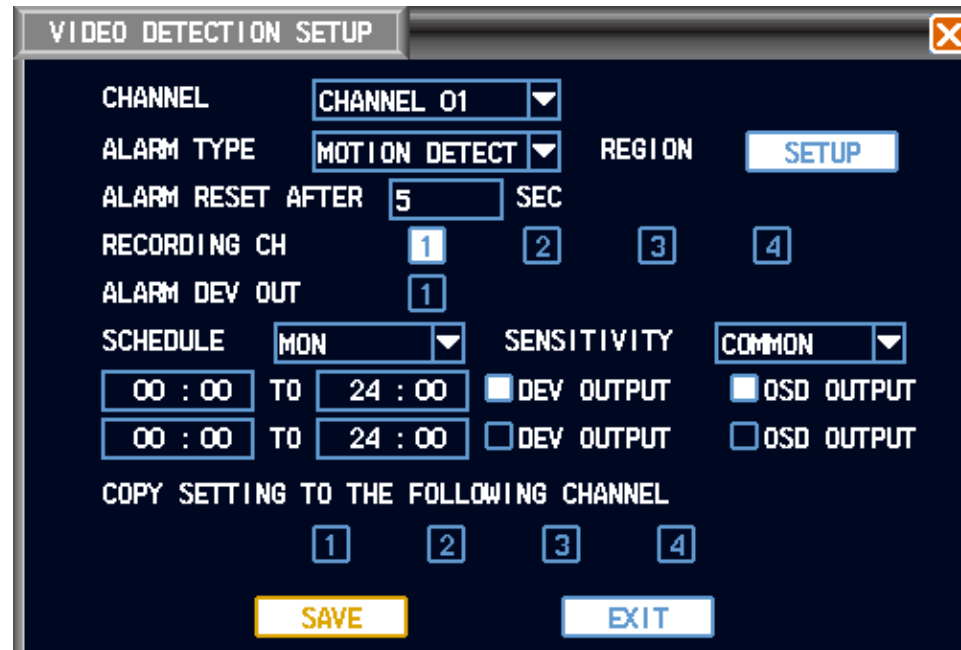 VIDEO DETECTION SETUP
CHANNEL CHANNEL 01
ALARM TYPE MOTION DETECT REGION SETUP
ALARM RESET AFTER 5 SEC
RECORDING CH 1 2 3 4
ALARM DEV OUT 1
SCHEDULE MON SENSITIVITY COMMON
00 : 00 TO 24 : 00 DEV OUTPUT OSD OUTPUT
00 : 00 TO 24 : 00 DEV OUTPUT OSD OUTPUT
COPY SETTING TO THE FOLLOWING CHANNEL
1 2 3 4
SAVE EXIT